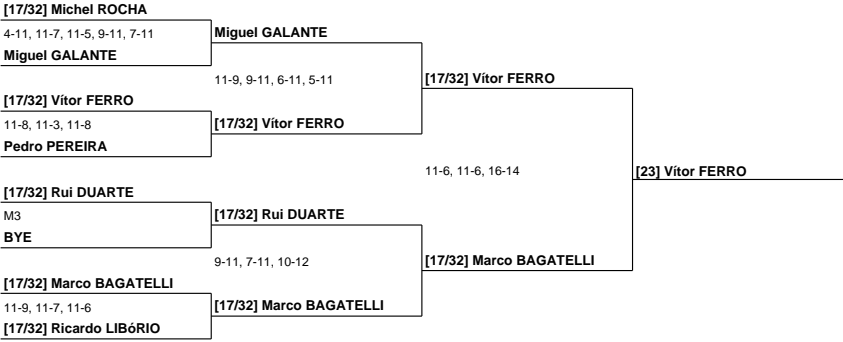 [17/32] Michel ROCHA
4-11, 11-7, 11-5, 9-11, 7-11
Miguel GALANTE
Miguel GALANTE
11-9, 9-11, 6-11, 5-11
[17/32] Vítor FERRO
[17/32] Vítor FERRO
11-8, 11-3, 11-8
[17/32] Vítor FERRO
Pedro PEREIRA
11-6, 11-6, 16-14
[23] Vítor FERRO
[17/32] Rui DUARTE
M3
[17/32] Rui DUARTE
BYE
9-11, 7-11, 10-12
[17/32] Marco BAGATELLI
[17/32] Marco BAGATELLI
11-9, 11-7, 11-6
[17/32] Marco BAGATELLI
[17/32] Ricardo LIBóRIO